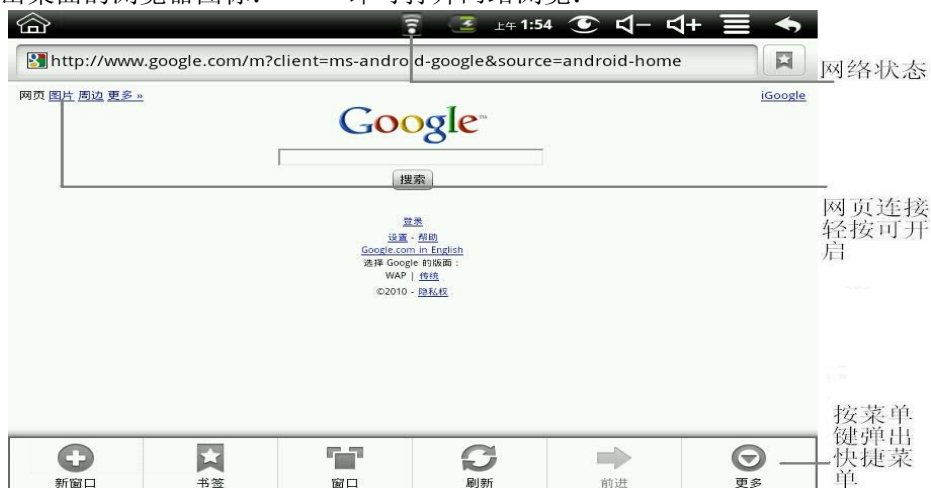 上午 1:54
http://www.google.com/m?client=ms-android-google&source=android-home
网络状态
网页 图片 周边 更多 »
iGoogle
Google™
搜索
网页连接
轻按可开
启
登录
设置 - 帮助
Google.com in English
选择 Google 的版面：
WAP | 传统
©2010 - 隐私权
按菜单
键弹出
快捷菜
单
新窗口
书签
窗口
刷新
前进
更多